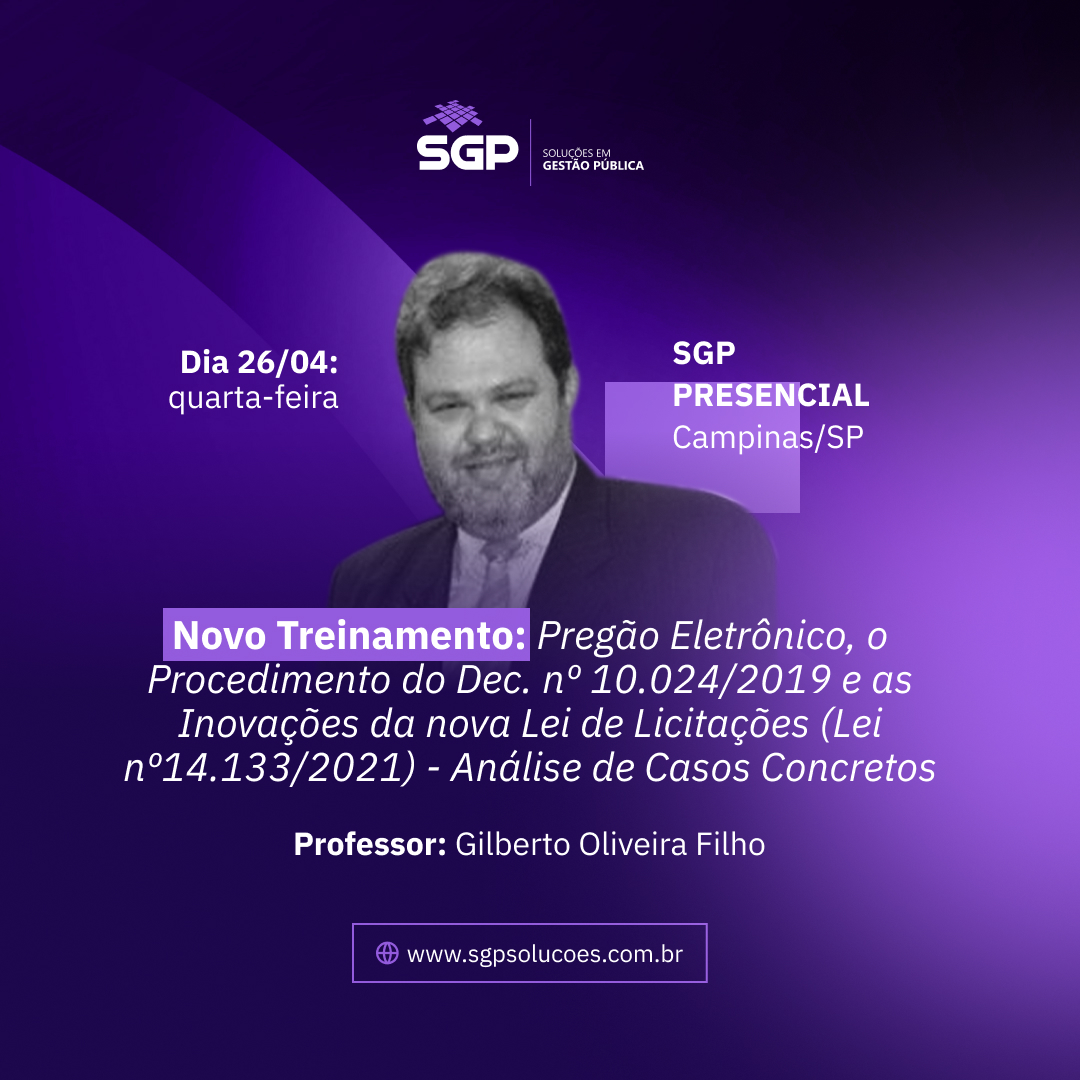 SGP
SOLUÇÕES EM
GESTÃO PÚBLICA
Dia 26/04:
quarta-feira
SGP
PRESENCIAL
Campinas/SP
Novo Treinamento: Pregão Eletrônico, o
Procedimento do Dec. nº 10.024/2019 e as
Inovações da nova Lei de Licitações (Lei
nº14.133/2021) - Análise de Casos Concretos
Professor: Gilberto Oliveira Filho
www.sgpsolucoes.com.br